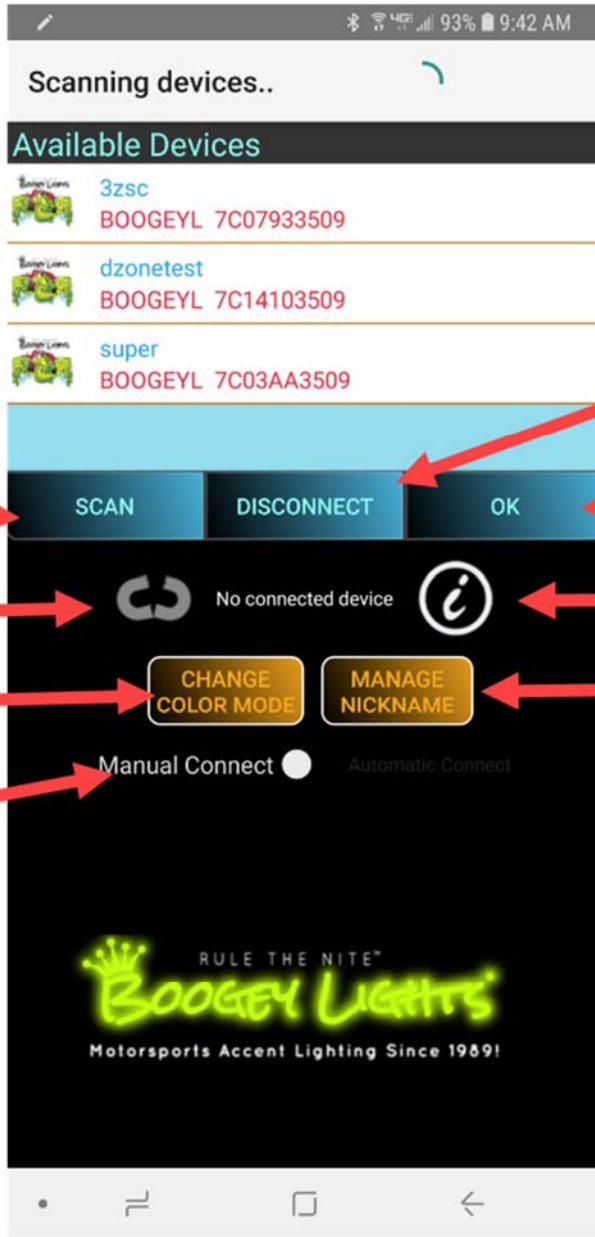 93% 9:42 AM
Scanning devices..
Available Devices
3zsc
BOOGEYL 7C07933509
dzonetest
BOOGEYL 7C14103509
super
BOOGEYL 7C03AA3509
SCAN DISCONNECT OK
No connected device i
CHANGE
COLOR MODE
MANAGE
NICKNAME
Manual Connect Automatic Connect
RULE THE NITE™
BOOGEY LIGHTS
Motorsports Accent Lighting Since 1989!